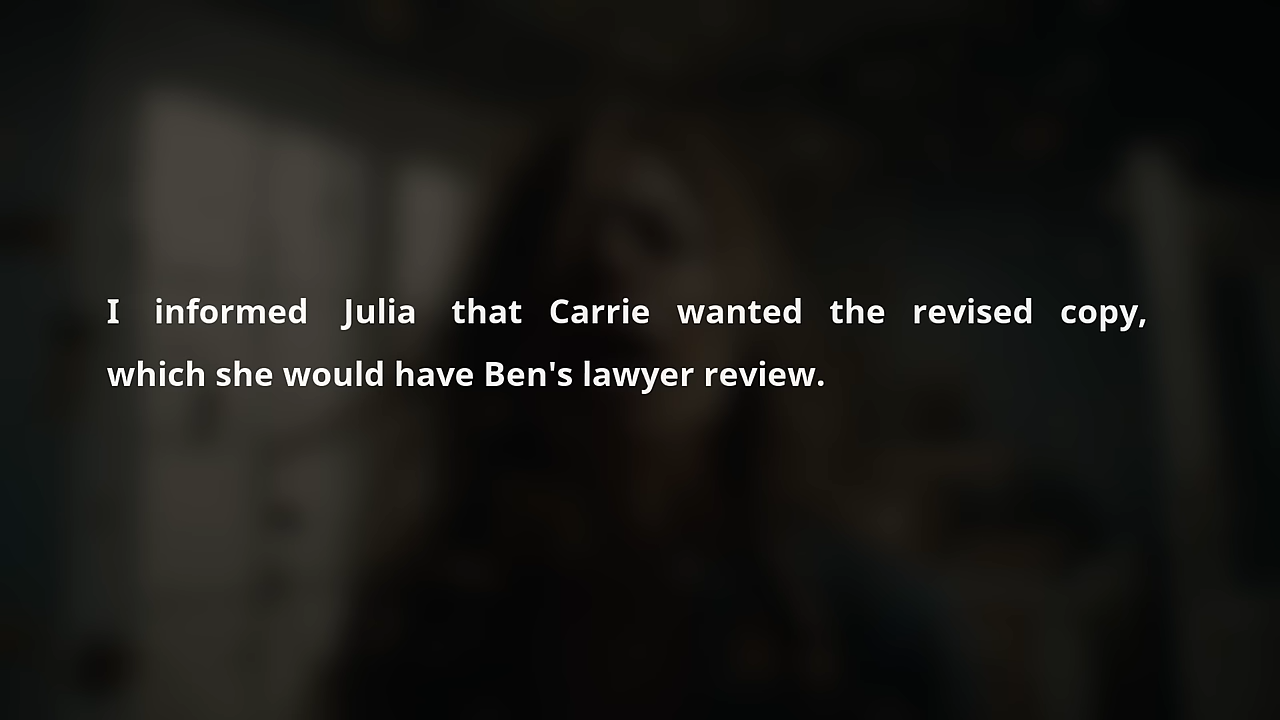 I informed Julia that Carrie wanted the revised copy,
which she would have Ben's lawyer review.